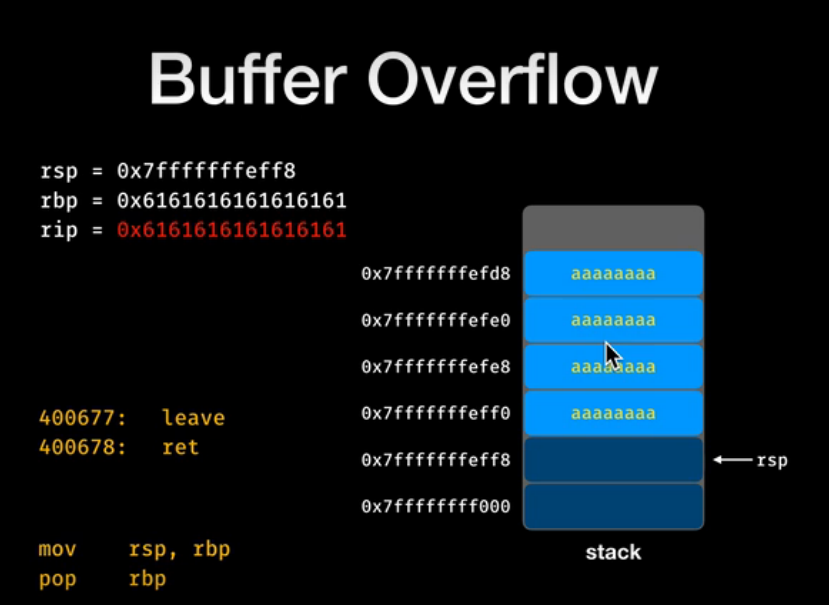 Buffer Overflow
rsp = 0x7fffffffeff8
rbp = 0x6161616161616161
rip = 0x6161616161616161
0x7fffffffefd8 aaaaaaaa
0x7fffffffefe0 aaaaaaaa
0x7fffffffefe8 aaaaaaaa
0x7fffffffeff0 aaaaaaaa
0x7fffffffeff8 rsp
0x7ffffffff000
stack
400677: leave
400678: ret
mov rsp, rbp
pop rbp